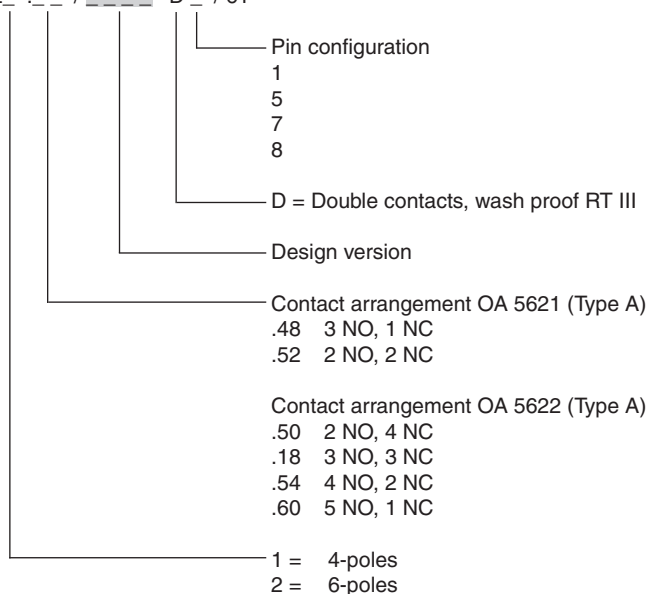 Pin configuration
1
5
7
8
D = Double contacts, wash proof RT III
Design version
Contact arrangement OA 5621 (Type A)
.48 3 NO, 1 NC
.52 2 NO, 2 NC
Contact arrangement OA 5622 (Type A)
.50 2 NO, 4 NC
.18 3 NO, 3 NC
.54 4 NO, 2 NC
.60 5 NO, 1 NC
1 = 4-poles
2 = 6-poles